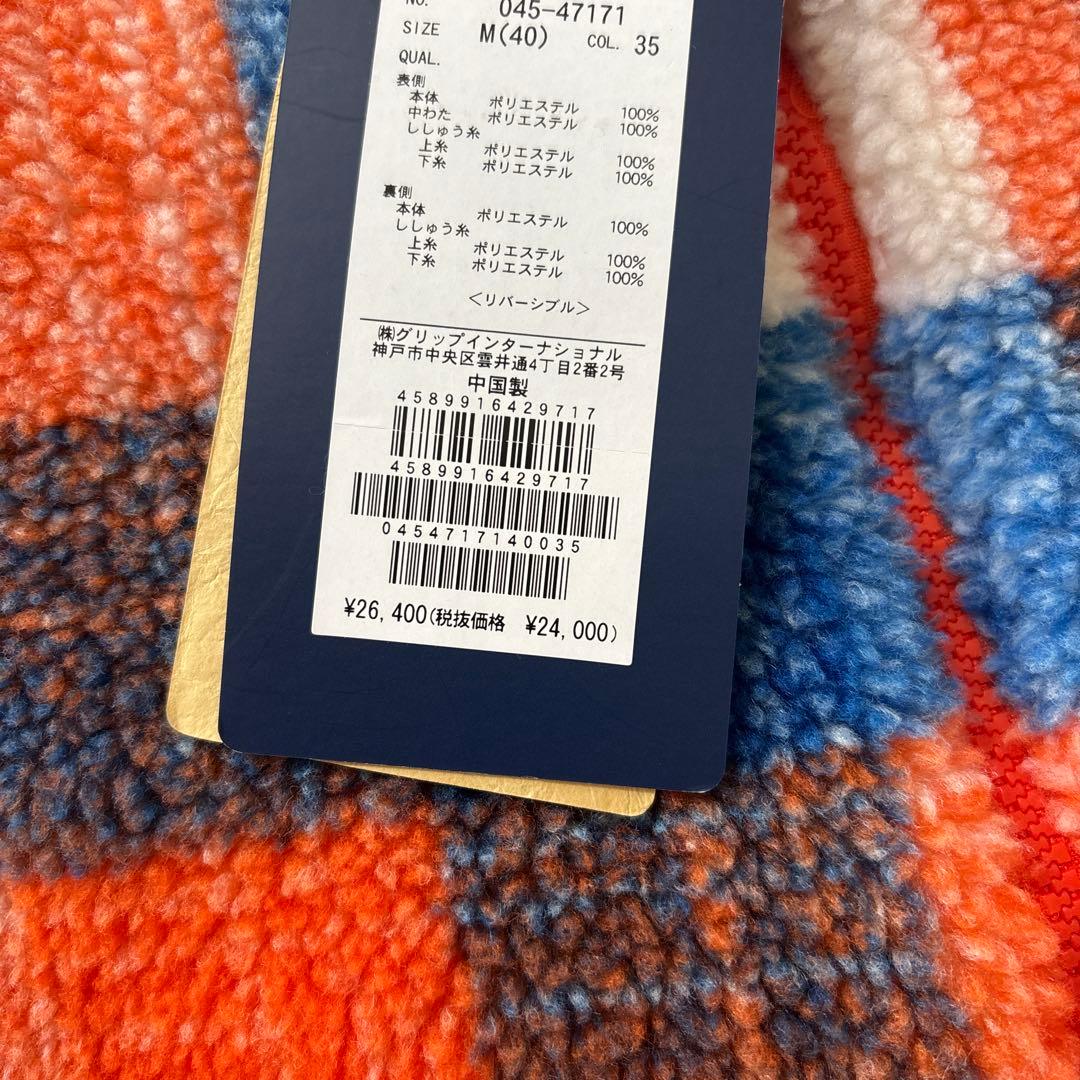 NO. 045-47171
SIZE M(40) COL. 35
QUAL.
表側
本体 ポリエステル 100%
中わた ポリエステル 100%
ししゅう糸
上糸 ポリエステル 100%
下糸 ポリエステル 100%
裏側
本体 ポリエステル 100%
ししゅう糸
上糸 ポリエステル 100%
下糸 ポリエステル 100%
<リバーシブル>
㈱グリップインターナショナル
神戸市中央区雲井通4丁目2番2号
中国製
4589916429717
4589916429717
0454717140035
¥26,400(税抜価格 ¥24,000)